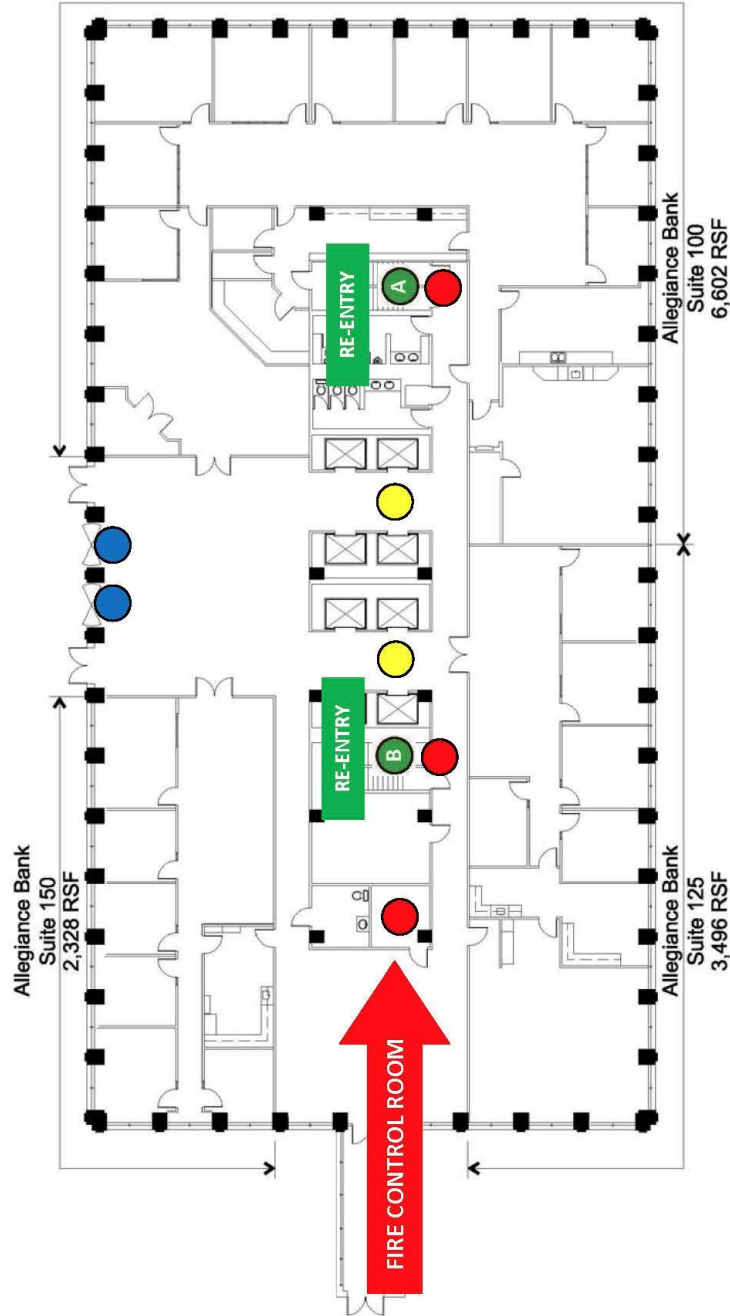 Allegiance Bank
Suite 150
2,328 RSF
RE-ENTRY
RE-ENTRY
B
A
FIRE CONTROL ROOM
Allegiance Bank
Suite 125
3,496 RSF
Allegiance Bank
Suite 100
6,602 RSF